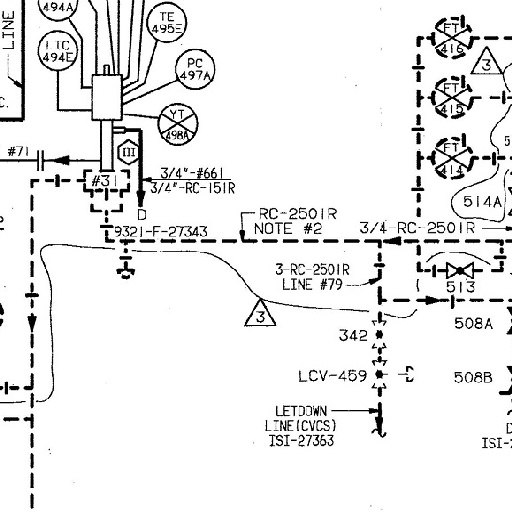 494A
TE
495E
LINE
LIC
494E
PC
497A
C.
YT
498A
FT
416
3
FT
415
FT
414
514A
#71
III
#31
3/4"-#661
3/4"-RC-151R
D
9321-F-27343
RC-2501R
NOTE #2
3/4-RC-2501R
3-RC-2501R
LINE #79
513
3
342
508A
LCV-459
D
508B
LETDOWN
LINE(CVCS)
ISI-27363
D
ISI-